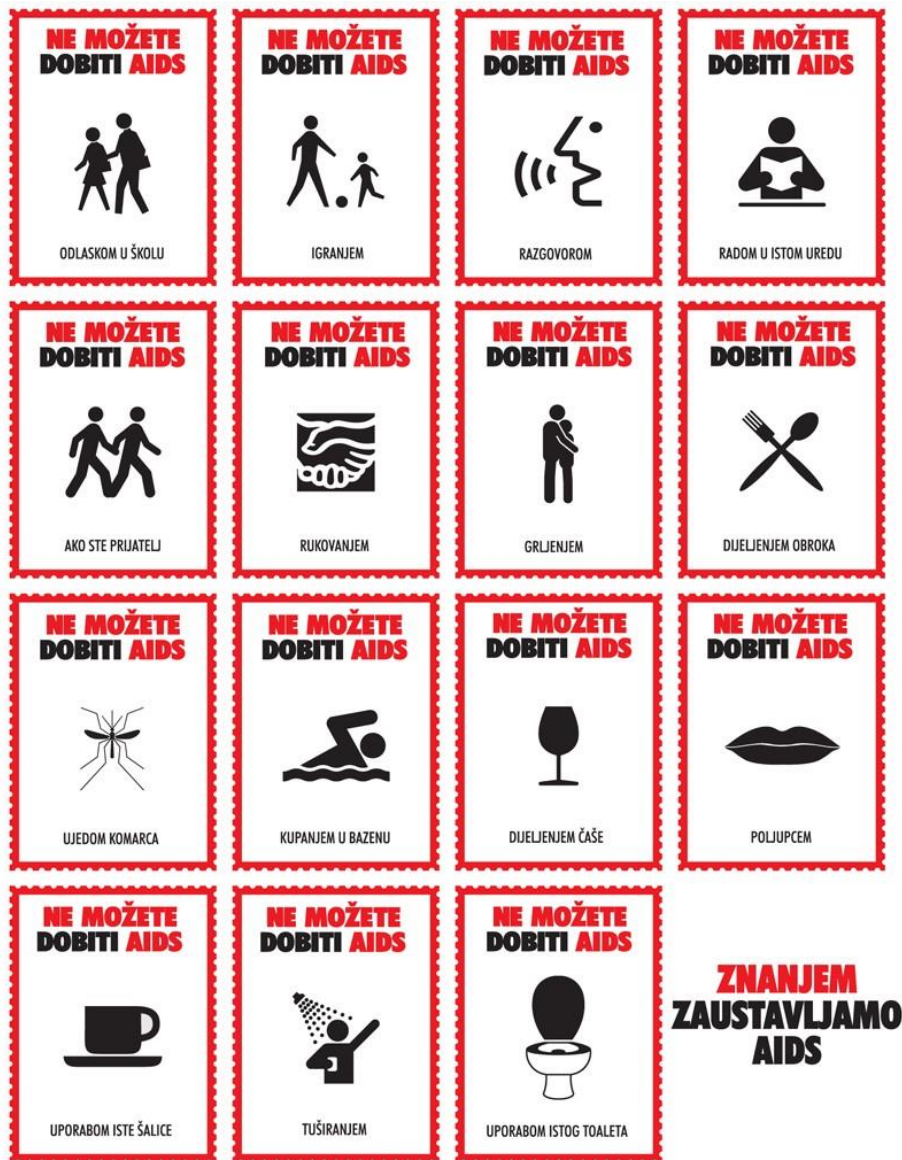 NE MOŽETE
DOBITI AIDS
ODLASKOM U ŠKOLU
NE MOŽETE
DOBITI AIDS
IGRANJEM
NE MOŽETE
DOBITI AIDS
RAZGOVOROM
NE MOŽETE
DOBITI AIDS
RADOM U ISTOM UREDU
NE MOŽETE
DOBITI AIDS
AKO STE PRIJATELJ
NE MOŽETE
DOBITI AIDS
RUKOVANJEM
NE MOŽETE
DOBITI AIDS
GRLJENJEM
NE MOŽETE
DOBITI AIDS
DIJELJENJEM OBROKA
NE MOŽETE
DOBITI AIDS
UJEDOM KOMARCA
NE MOŽETE
DOBITI AIDS
KUPANJEM U BAZENU
NE MOŽETE
DOBITI AIDS
DIJELJENJEM ČAŠE
NE MOŽETE
DOBITI AIDS
POLJUPCEM
NE MOŽETE
DOBITI AIDS
UPORABOM ISTE ŠALICE
NE MOŽETE
DOBITI AIDS
TUŠIRANJEM
NE MOŽETE
DOBITI AIDS
UPORABOM ISTOG TOALETA
ZNANJEM
ZAUSTAVLJAMO
AIDS